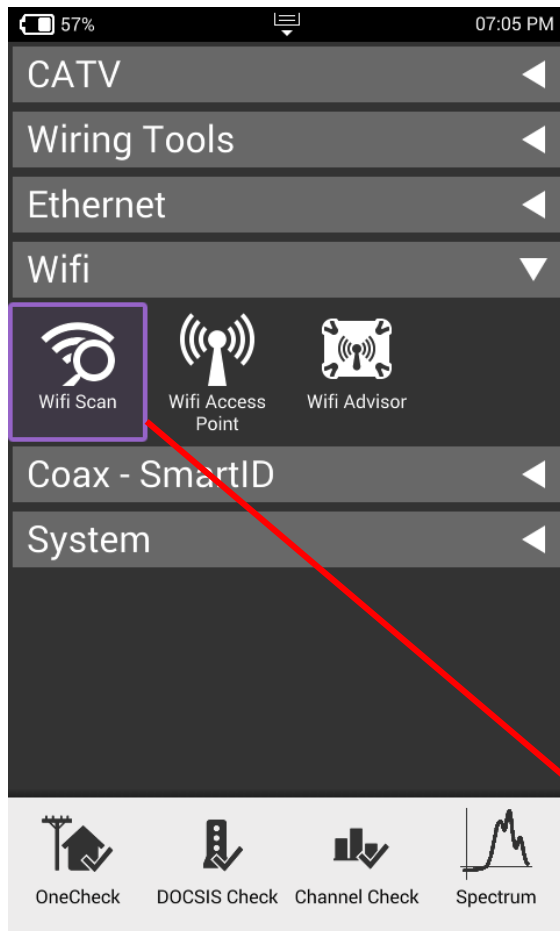 57%
07:05 PM
CATV
Wiring Tools
Ethernet
Wifi
Wifi Scan
Wifi Access
Point
Wifi Advisor
Coax - SmartID
System
OneCheck
DOCSIS Check
Channel Check
Spectrum